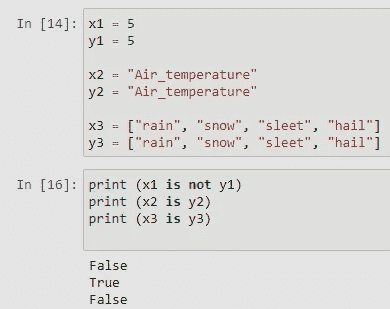 In [14]: x1 = 5
y1 = 5
x2 = "Air_temperature"
y2 = "Air_temperature"
x3 = ["rain", "snow", "sleet", "hail"]
y3 = ["rain", "snow", "sleet", "hail"]
In [16]: print (x1 is not y1)
print (x2 is y2)
print (x3 is y3)
False
True
False